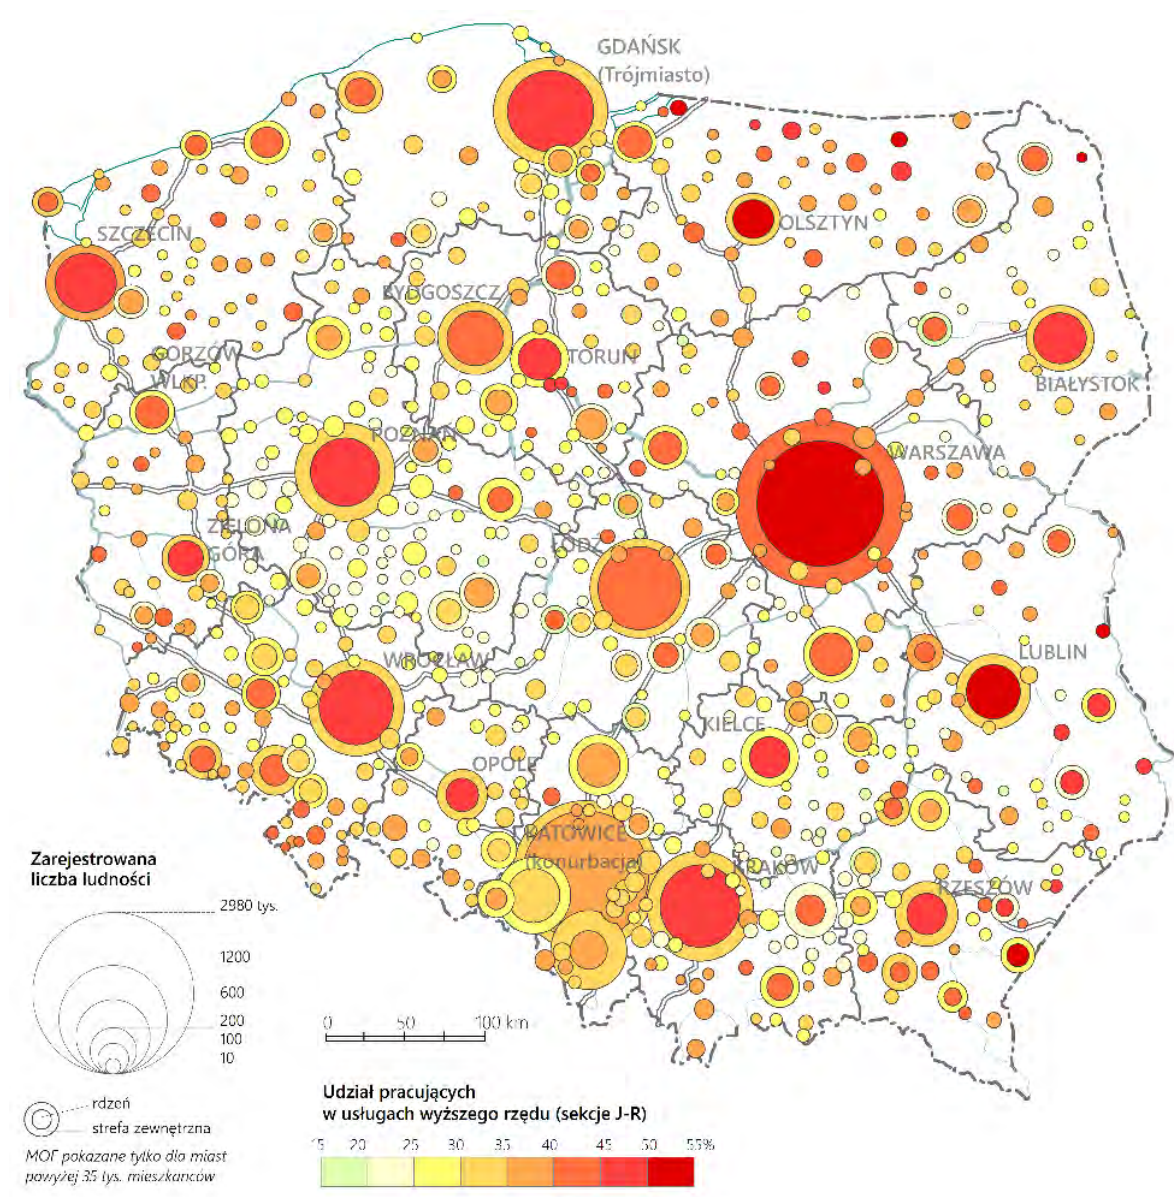 GDAŃSK
(Trójmiasto)
OLSZTYN
SZCZECIN
BYDGOSZCZ
GORZÓW
WLKP.
TORUŃ
BIAŁYSTOK
POZNAŃ
WARSZAWA
ZIELONA
GÓRA
ŁÓDŹ
WROCŁAW
LUBLIN
KIELCE
OPOLE
KATOWICE
(konurbacja)
KRAKÓW
RZESZÓW
Zarejestrowana
liczba ludności
2980 tys.
1200
600
200
100
10
rdzeń
strefa zewnętrzna
MOF pokazane tylko dla miast
powyżej 35 tys. mieszkańców
0 50 100 km
Udział pracujących
w usługach wyższego rzędu (sekcje J-R)
15 20 25 30 35 40 45 50 55%